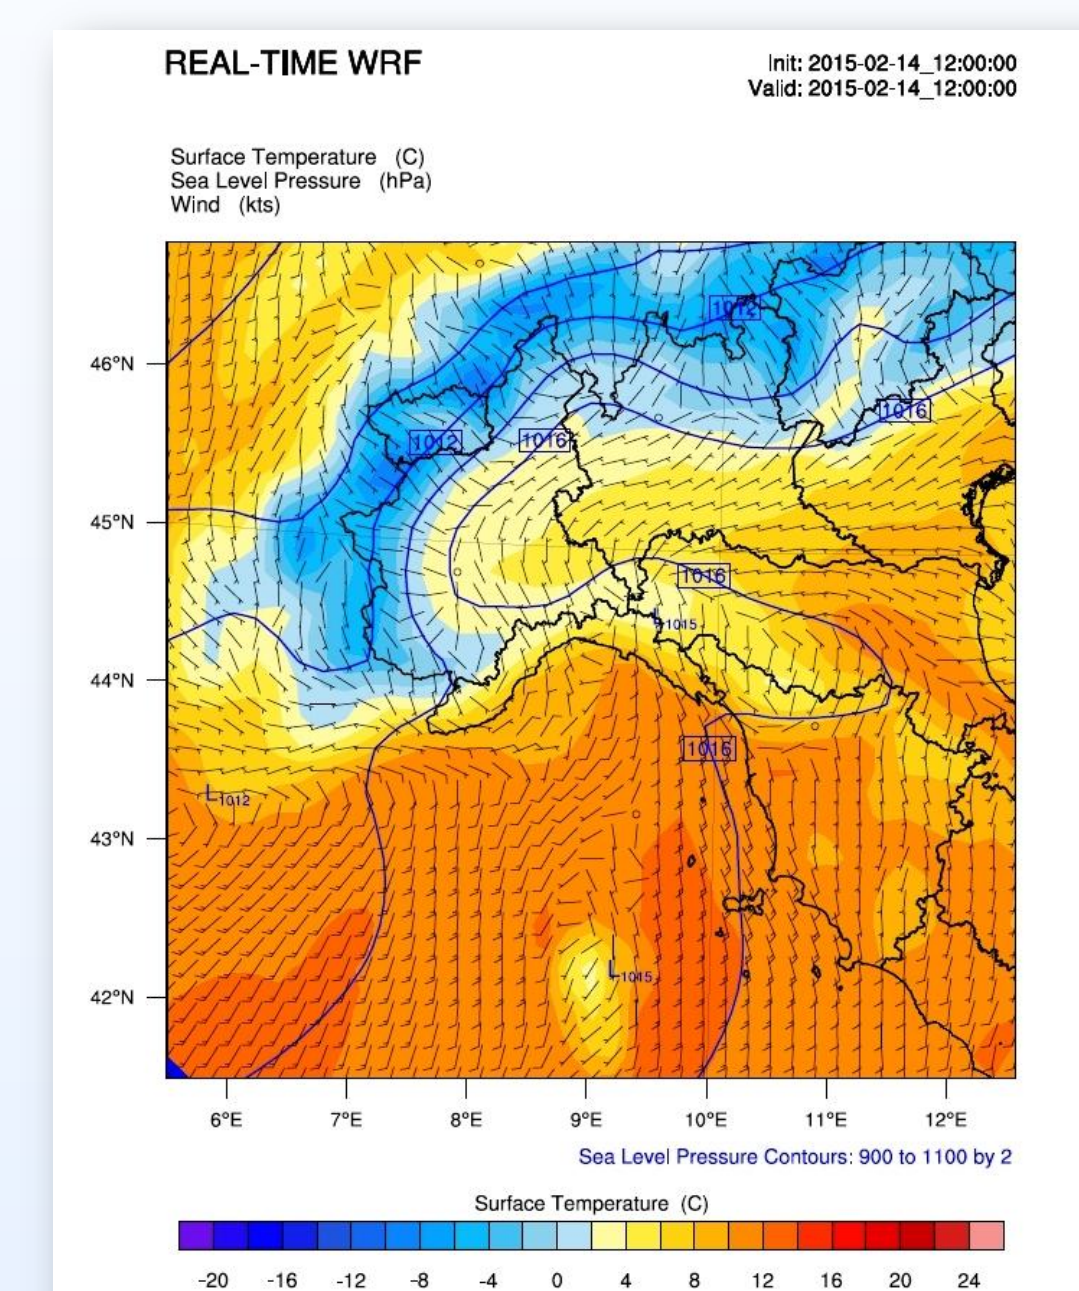 REAL-TIME WRF
Init: 2015-02-14_12:00:00
Valid: 2015-02-14_12:00:00
Surface Temperature (C)
Sea Level Pressure (hPa)
Wind (kts)
1012
46°N
1016
1012
1016
45°N
1016
L1015
44°N
1016
L1012
43°N
L1015
42°N
6°E 7°E 8°E 9°E 10°E 11°E 12°E
Sea Level Pressure Contours: 900 to 1100 by 2
Surface Temperature (C)
-20 -16 -12 -8 -4 0 4 8 12 16 20 24